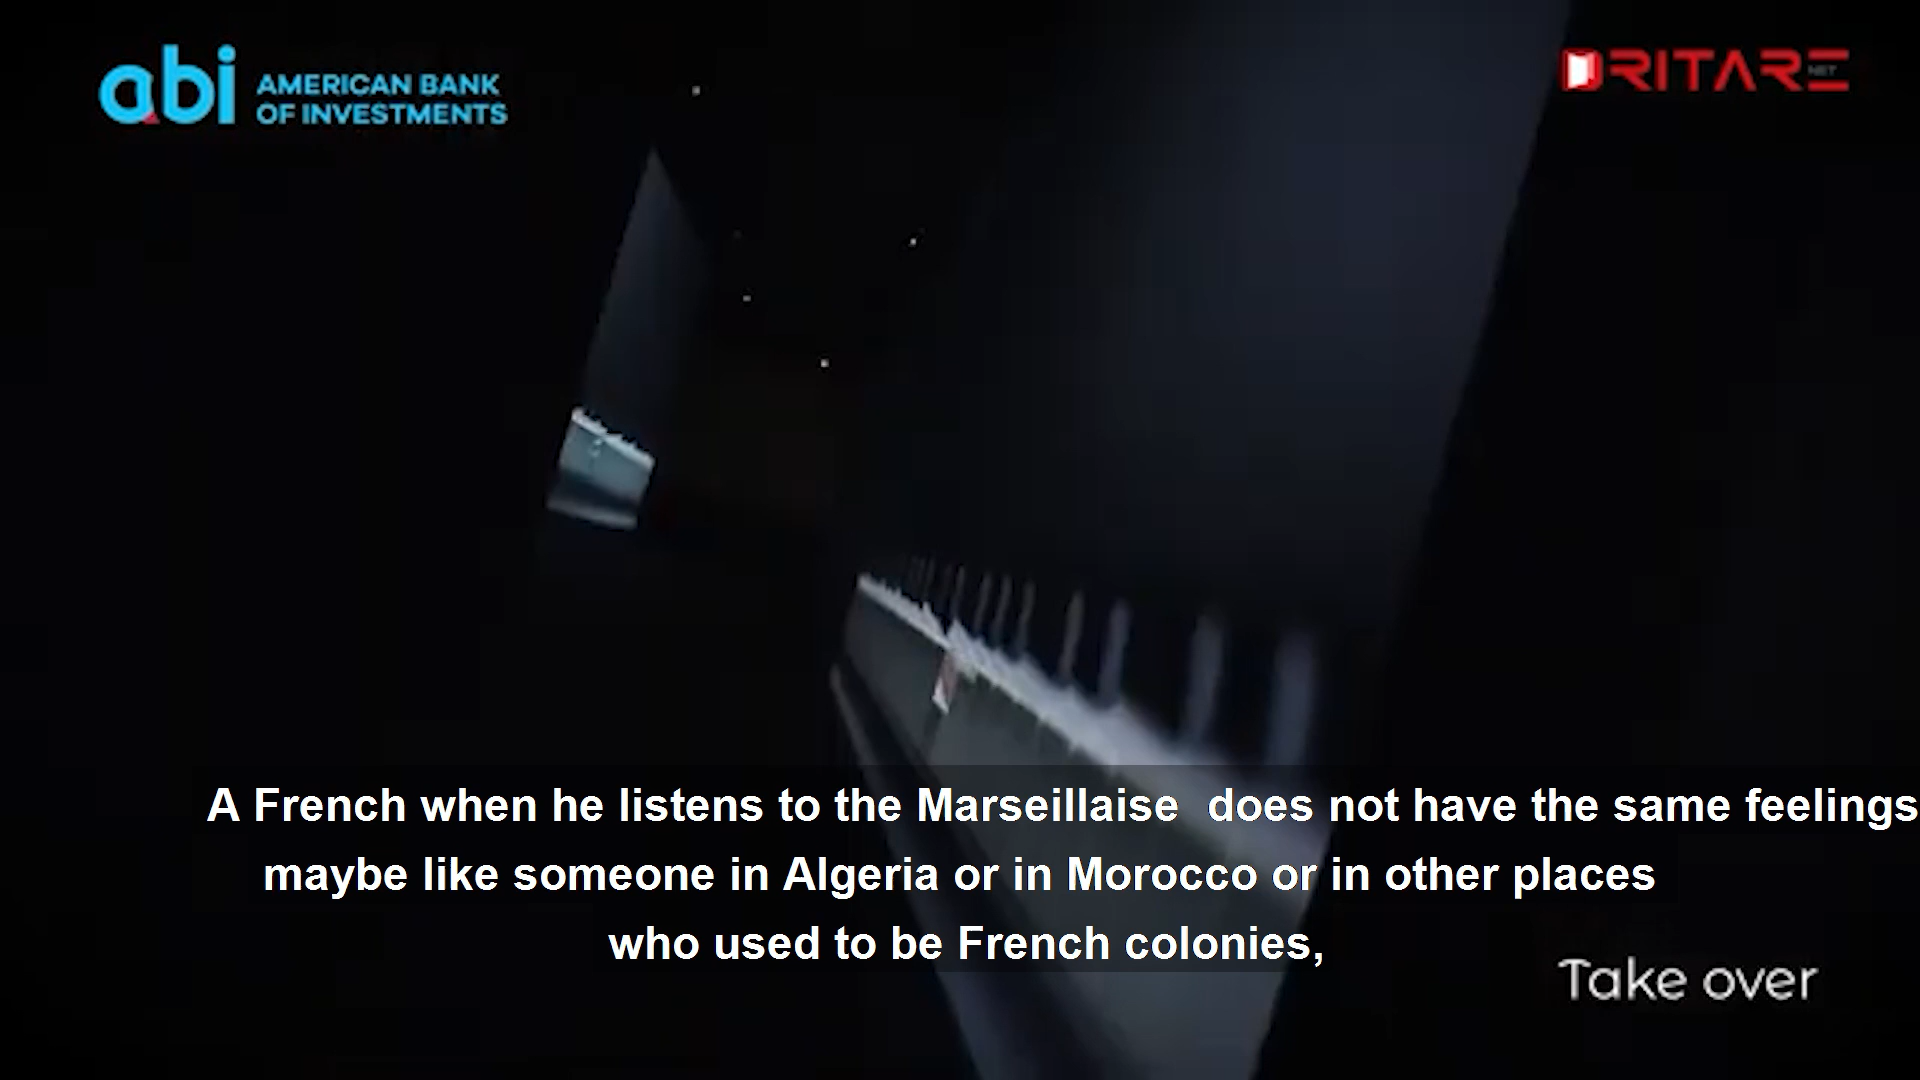 abi AMERICAN BANK
OF INVESTMENTS
DRITARE
NET
A French when he listens to the Marseillaise  does not have the same feelings
maybe like someone in Algeria or in Morocco or in other places
who used to be French colonies,
Take over